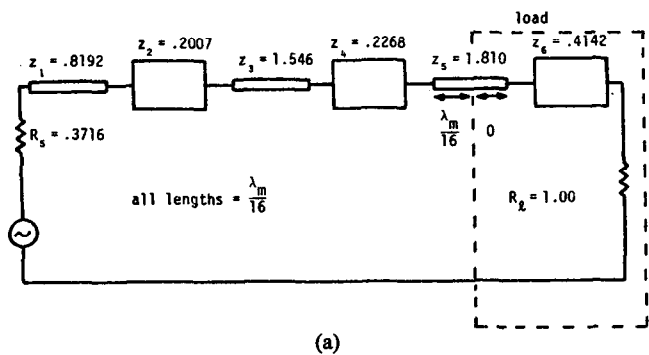 load
z₁ = .8192
z₂ = .2007
z₃ = 1.546
z₄ = .2268
z₅ = 1.810
z₆ = .4142
Rₛ = .3716
λₘ/16
0
all lengths = λₘ/16
R_ℓ = 1.00
(a)